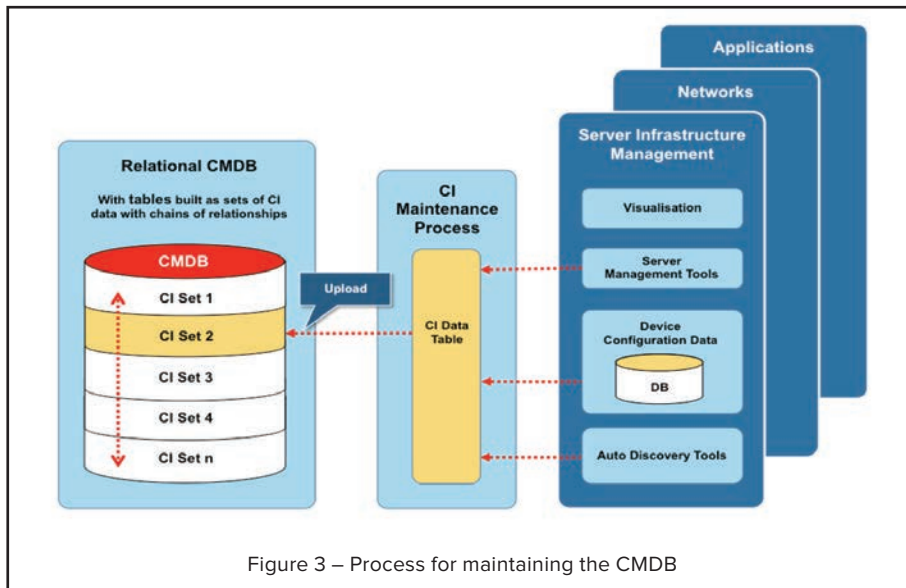 Applications
Networks
Server Infrastructure
Management
Visualisation
Server
Management Tools
Device
Configuration Data
DB
Auto Discovery Tools
CI
Maintenance
Process
CI Data
Table
Upload
Relational CMDB
With tables built as sets of CI
data with chains of relationships
CMDB
CI Set 1
CI Set 2
CI Set 3
CI Set 4
CI Set n
Figure 3 – Process for maintaining the CMDB